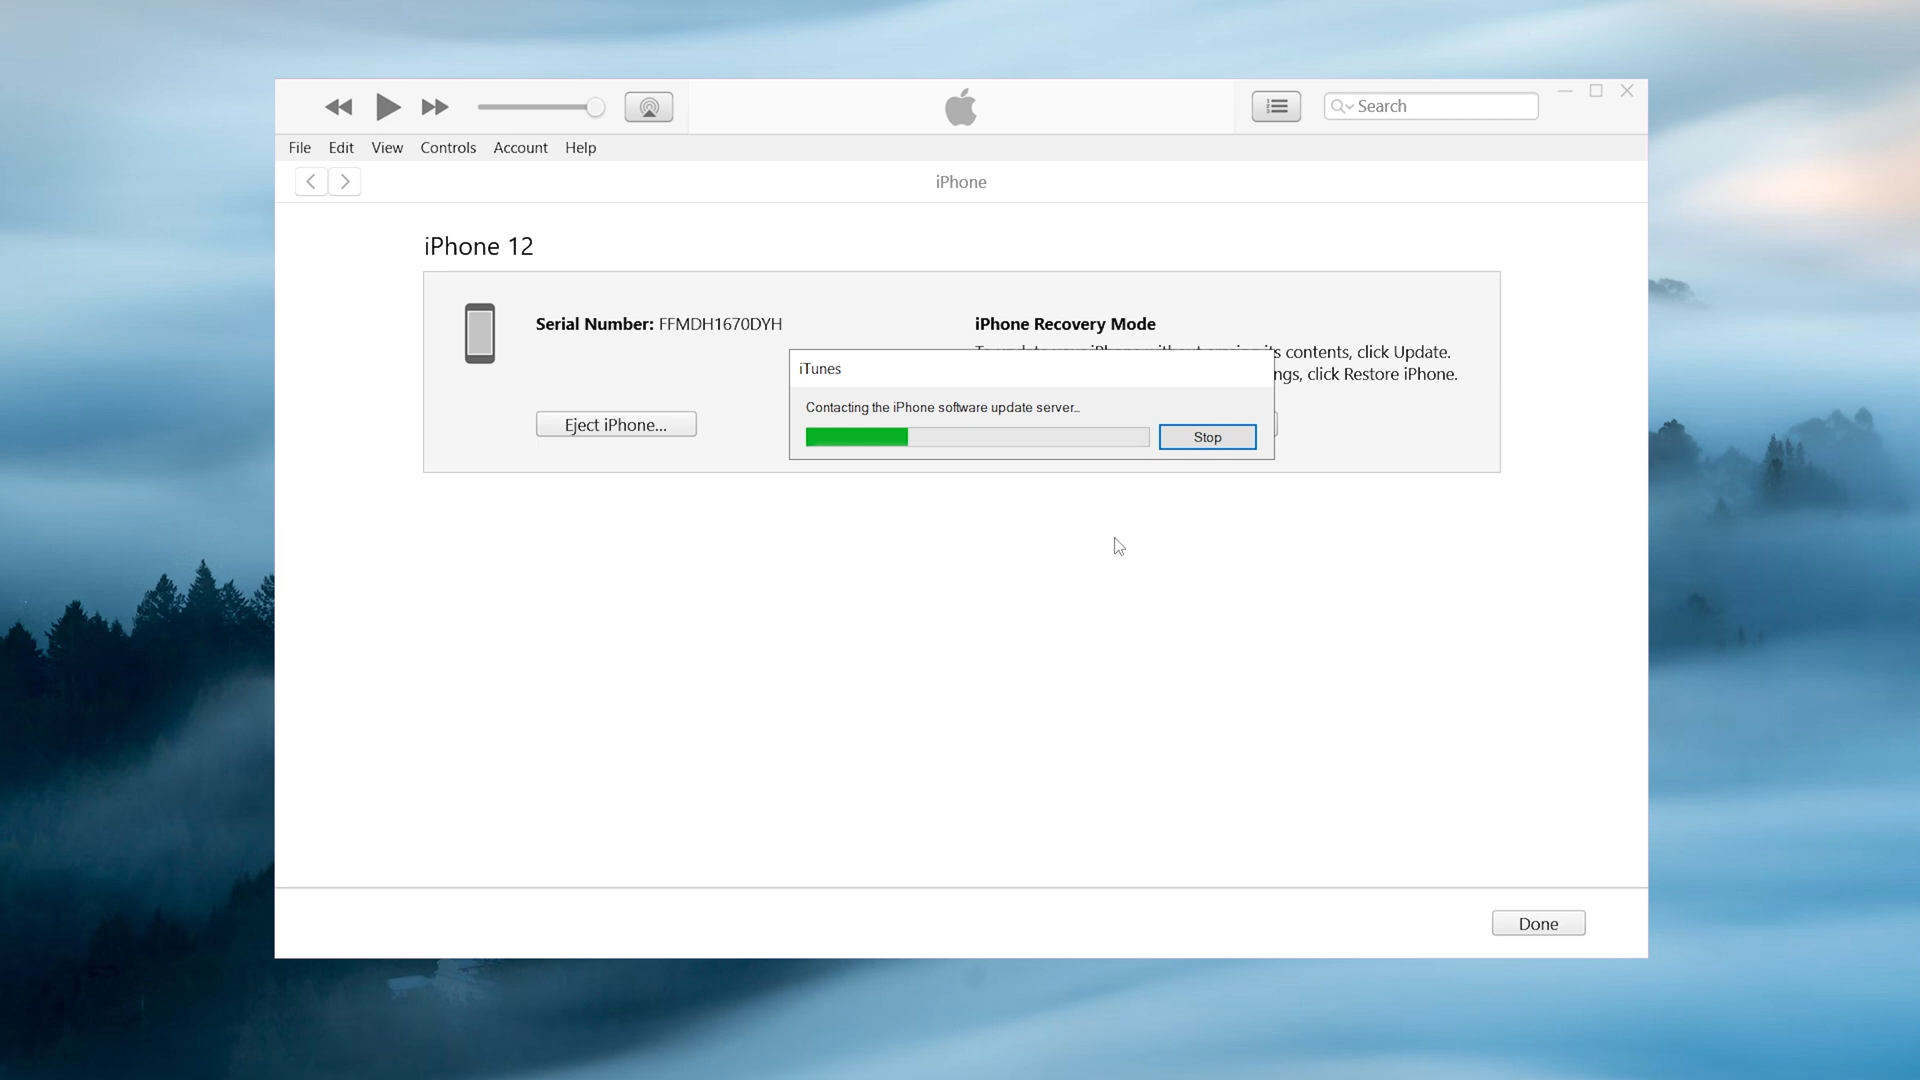 Search
File Edit View Controls Account Help
iPhone
iPhone 12
Serial Number: FFMDH1670DYH
iPhone Recovery Mode
contents, click Update.
click Restore iPhone.
iTunes
Contacting the iPhone software update server...
Stop
Eject iPhone...
Done